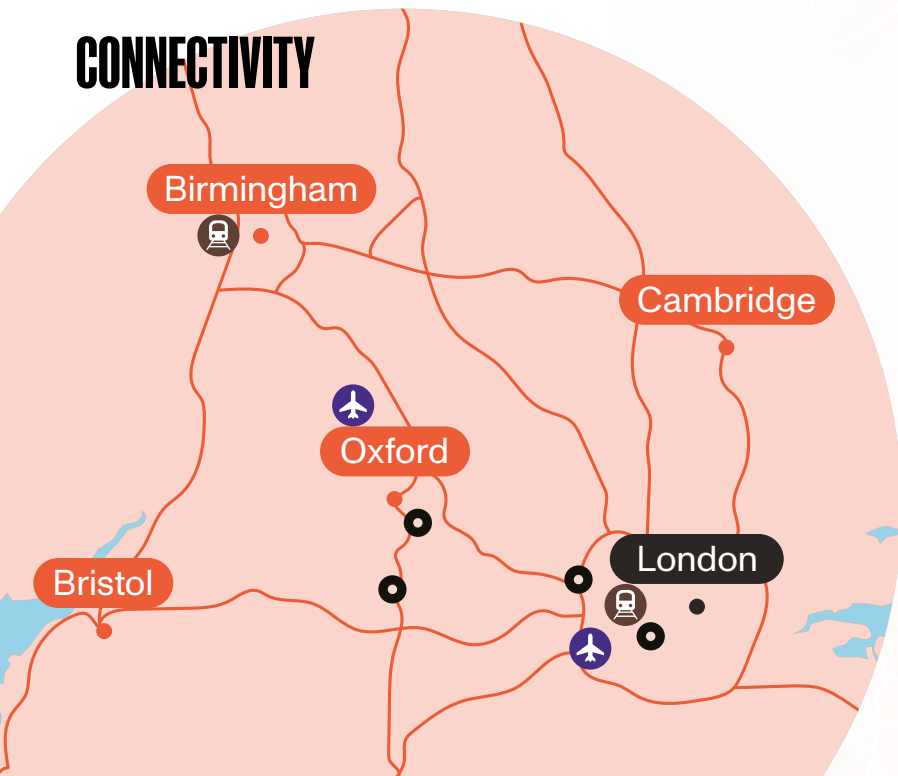 CONNECTIVITY
Birmingham
Cambridge
Oxford
London
Bristol